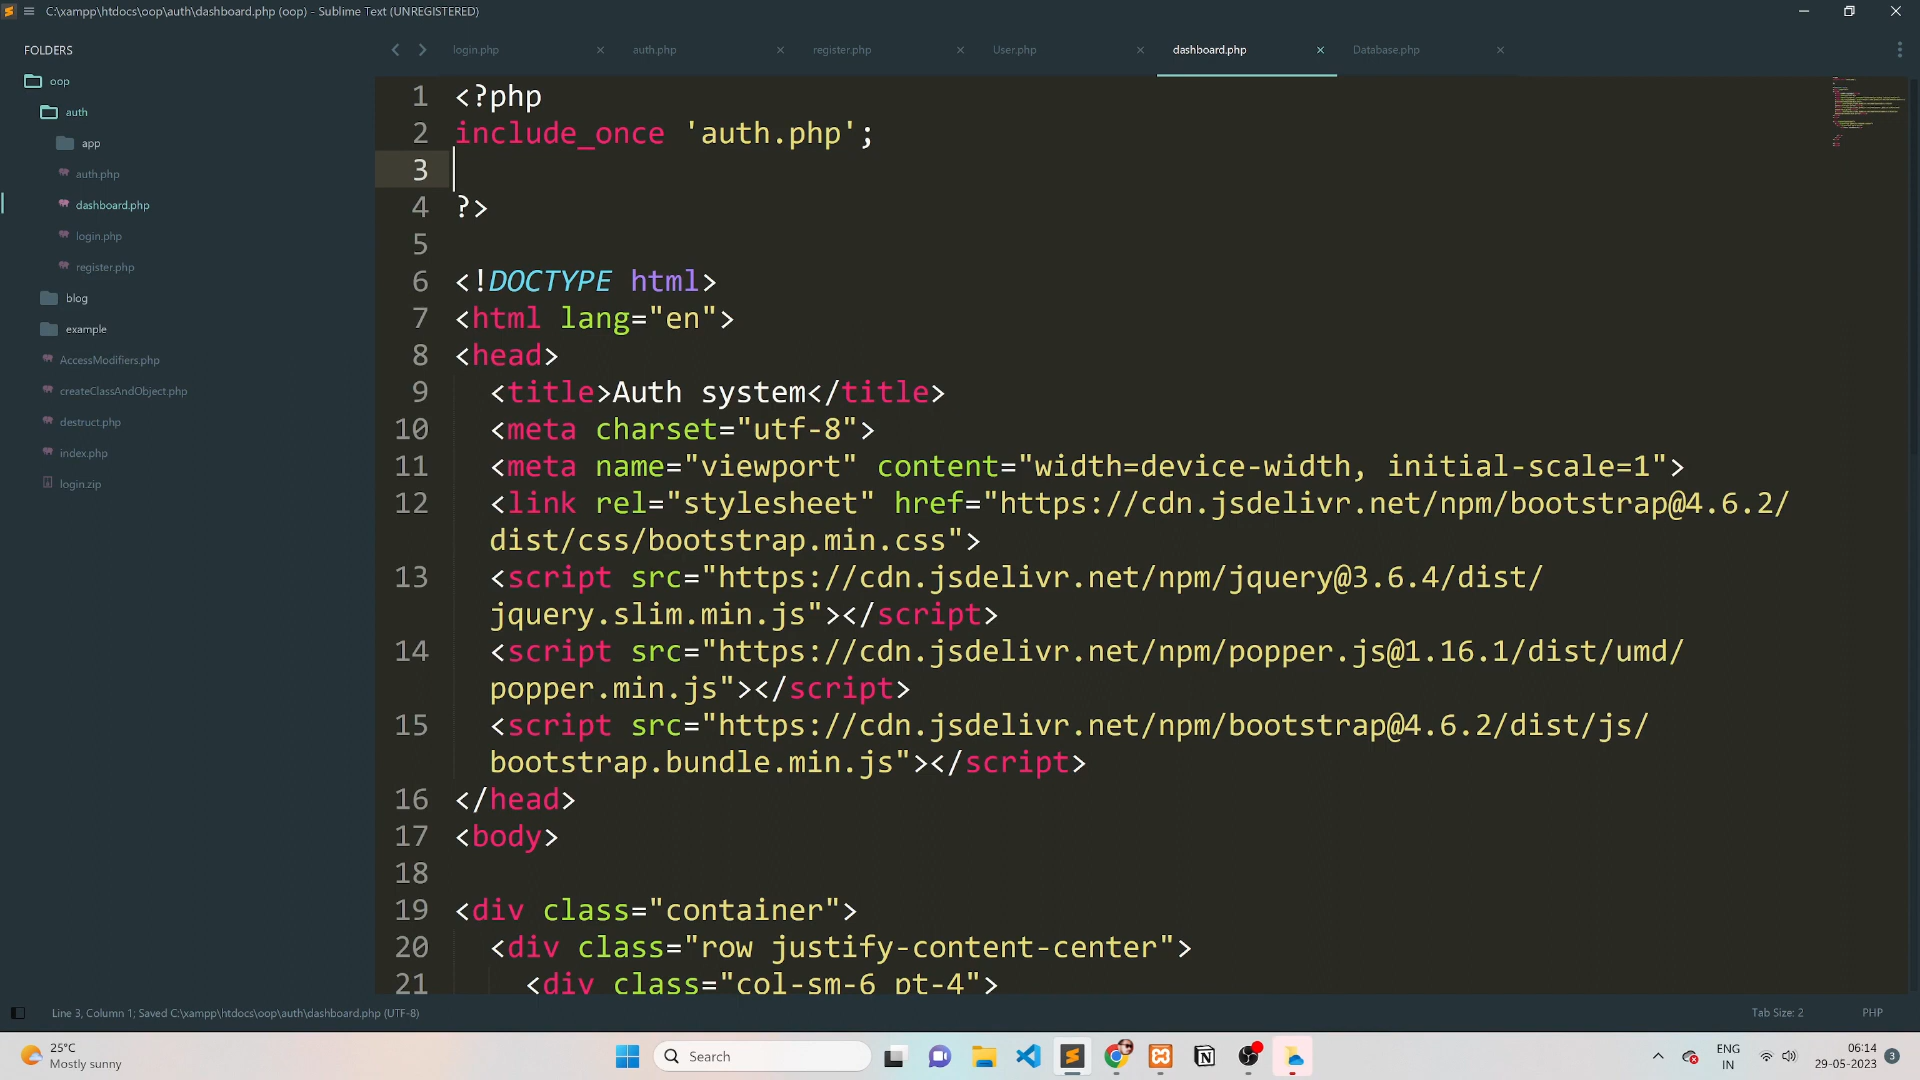 C:\xampp\htdocs\oop\auth\dashboard.php (oop) - Sublime Text (UNREGISTERED)
FOLDERS
oop
auth
app
auth.php
dashboard.php
login.php
register.php
blog
example
AccessModifiers.php
createClassAndObject.php
destruct.php
index.php
login.zip
login.php
auth.php
register.php
User.php
dashboard.php
Database.php
1 <?php
2 include_once 'auth.php';
3
4 ?>
5
6 <!DOCTYPE html>
7 <html lang="en">
8 <head>
9 <title>Auth system</title>
10 <meta charset="utf-8">
11 <meta name="viewport" content="width=device-width, initial-scale=1">
12 <link rel="stylesheet" href="https://cdn.jsdelivr.net/npm/bootstrap@4.6.2/
dist/css/bootstrap.min.css">
13 <script src="https://cdn.jsdelivr.net/npm/jquery@3.6.4/dist/
jquery.slim.min.js"></script>
14 <script src="https://cdn.jsdelivr.net/npm/popper.js@1.16.1/dist/umd/
popper.min.js"></script>
15 <script src="https://cdn.jsdelivr.net/npm/bootstrap@4.6.2/dist/js/
bootstrap.bundle.min.js"></script>
16 </head>
17 <body>
18
19 <div class="container">
20 <div class="row justify-content-center">
21 <div class="col-sm-6 pt-4">
Line 3, Column 1; Saved C:\xampp\htdocs\oop\auth\dashboard.php (UTF-8)
Tab Size: 2
PHP
25°C
Mostly sunny
Search
ENG
IN
06:14
29-05-2023
3